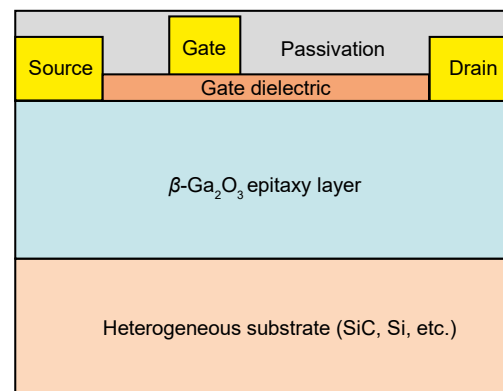 Gate
Passivation
Source
Drain
Gate dielectric
β-Ga₂O₃ epitaxy layer
Heterogeneous substrate (SiC, Si, etc.)